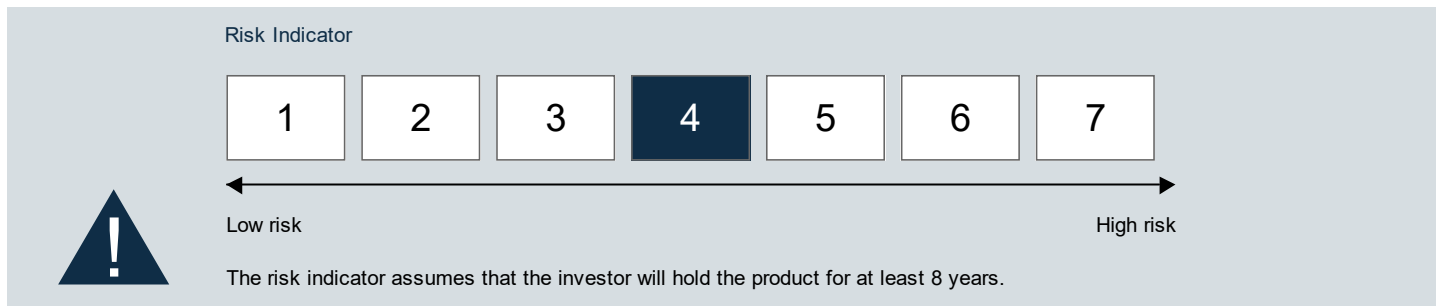 Risk Indicator
1 2 3 4 5 6 7
Low risk High risk
!
The risk indicator assumes that the investor will hold the product for at least 8 years.